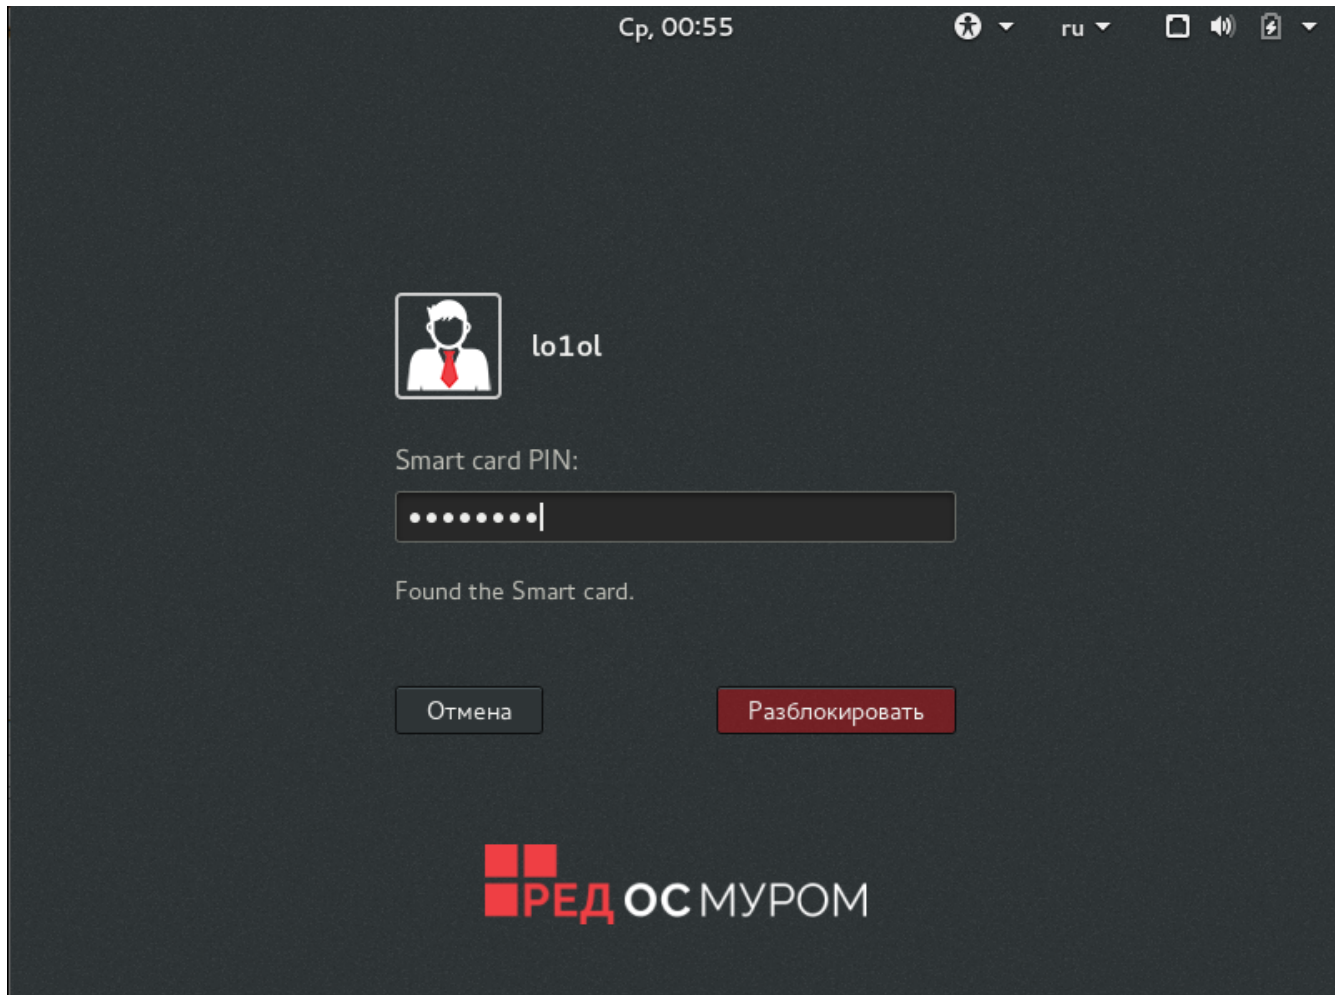 Ср, 00:55
ru
lo1ol
Smart card PIN:
••••••••
Found the Smart card.
Отмена
Разблокировать
РЕД ОС МУРОМ